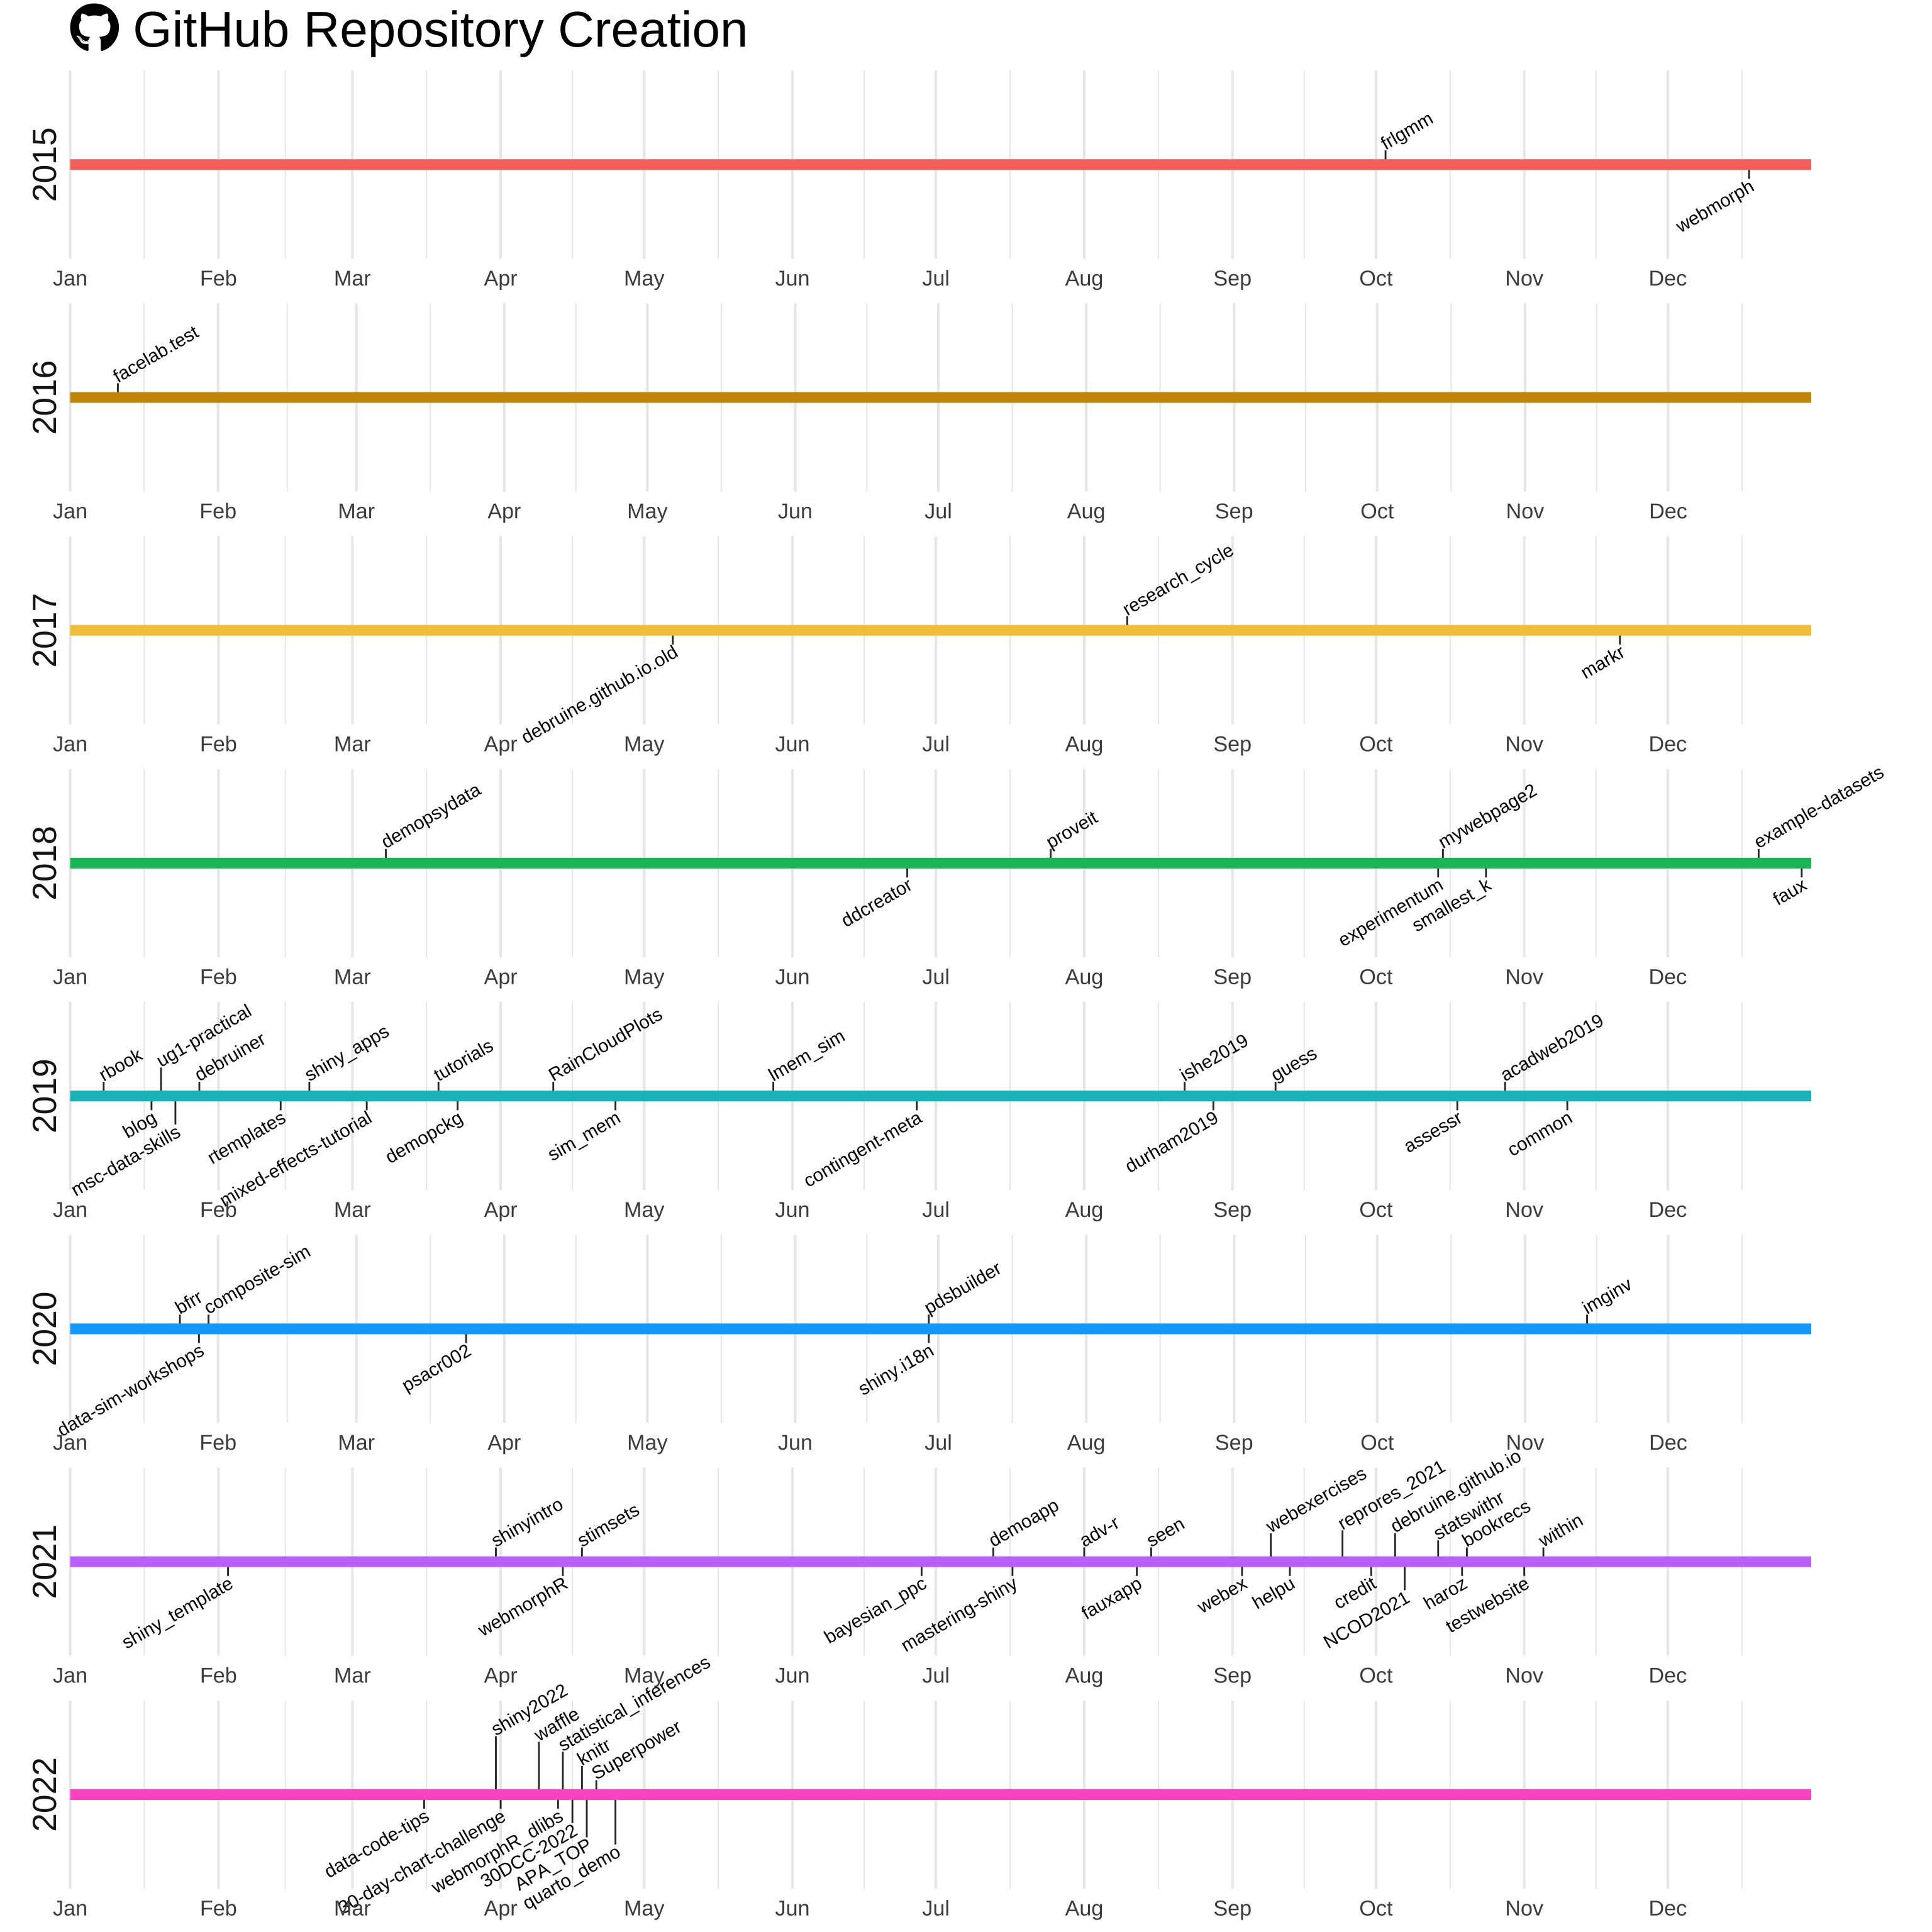 GitHub Repository Creation
2015
frlgmm
webmorph
Jan Feb Mar Apr May Jun Jul Aug Sep Oct Nov Dec
2016
facelab.test
Jan Feb Mar Apr May Jun Jul Aug Sep Oct Nov Dec
2017
research_cycle
debruine.github.io.old
markr
Jan Feb Mar Apr May Jun Jul Aug Sep Oct Nov Dec
2018
demopsydata
proveit
mywebpage2
example-datasets
ddcreator
experimentum
smallest_k
faux
Jan Feb Mar Apr May Jun Jul Aug Sep Oct Nov Dec
2019
rbook
ug1-practical
debruiner
shiny_apps
tutorials
RainCloudPlots
lmem_sim
ishe2019
guess
acadweb2019
blog
msc-data-skills
rtemplates
mixed-effects-tutorial
demopckg
sim_mem
contingent-meta
durham2019
assessr
common
Jan Feb Mar Apr May Jun Jul Aug Sep Oct Nov Dec
2020
bfrr
composite-sim
pdsbuilder
imginv
data-sim-workshops
psacr002
shiny.i18n
Jan Feb Mar Apr May Jun Jul Aug Sep Oct Nov Dec
2021
shinyintro
stimsets
demoapp
adv-r
seen
webexercises
reprores_2021
debruine.github.io
statswithr
bookrecs
within
shiny_template
webmorphR
bayesian_ppc
mastering-shiny
fauxapp
webex
helpu
credit
NCOD2021
haroz
testwebsite
Jan Feb Mar Apr May Jun Jul Aug Sep Oct Nov Dec
2022
shiny2022
waffle
statistical_inferences
knitr
Superpower
data-code-tips
30-day-chart-challenge
webmorphR_dlibs
30DCC-2022
APA_TOP
quarto_demo
Jan Feb Mar Apr May Jun Jul Aug Sep Oct Nov Dec